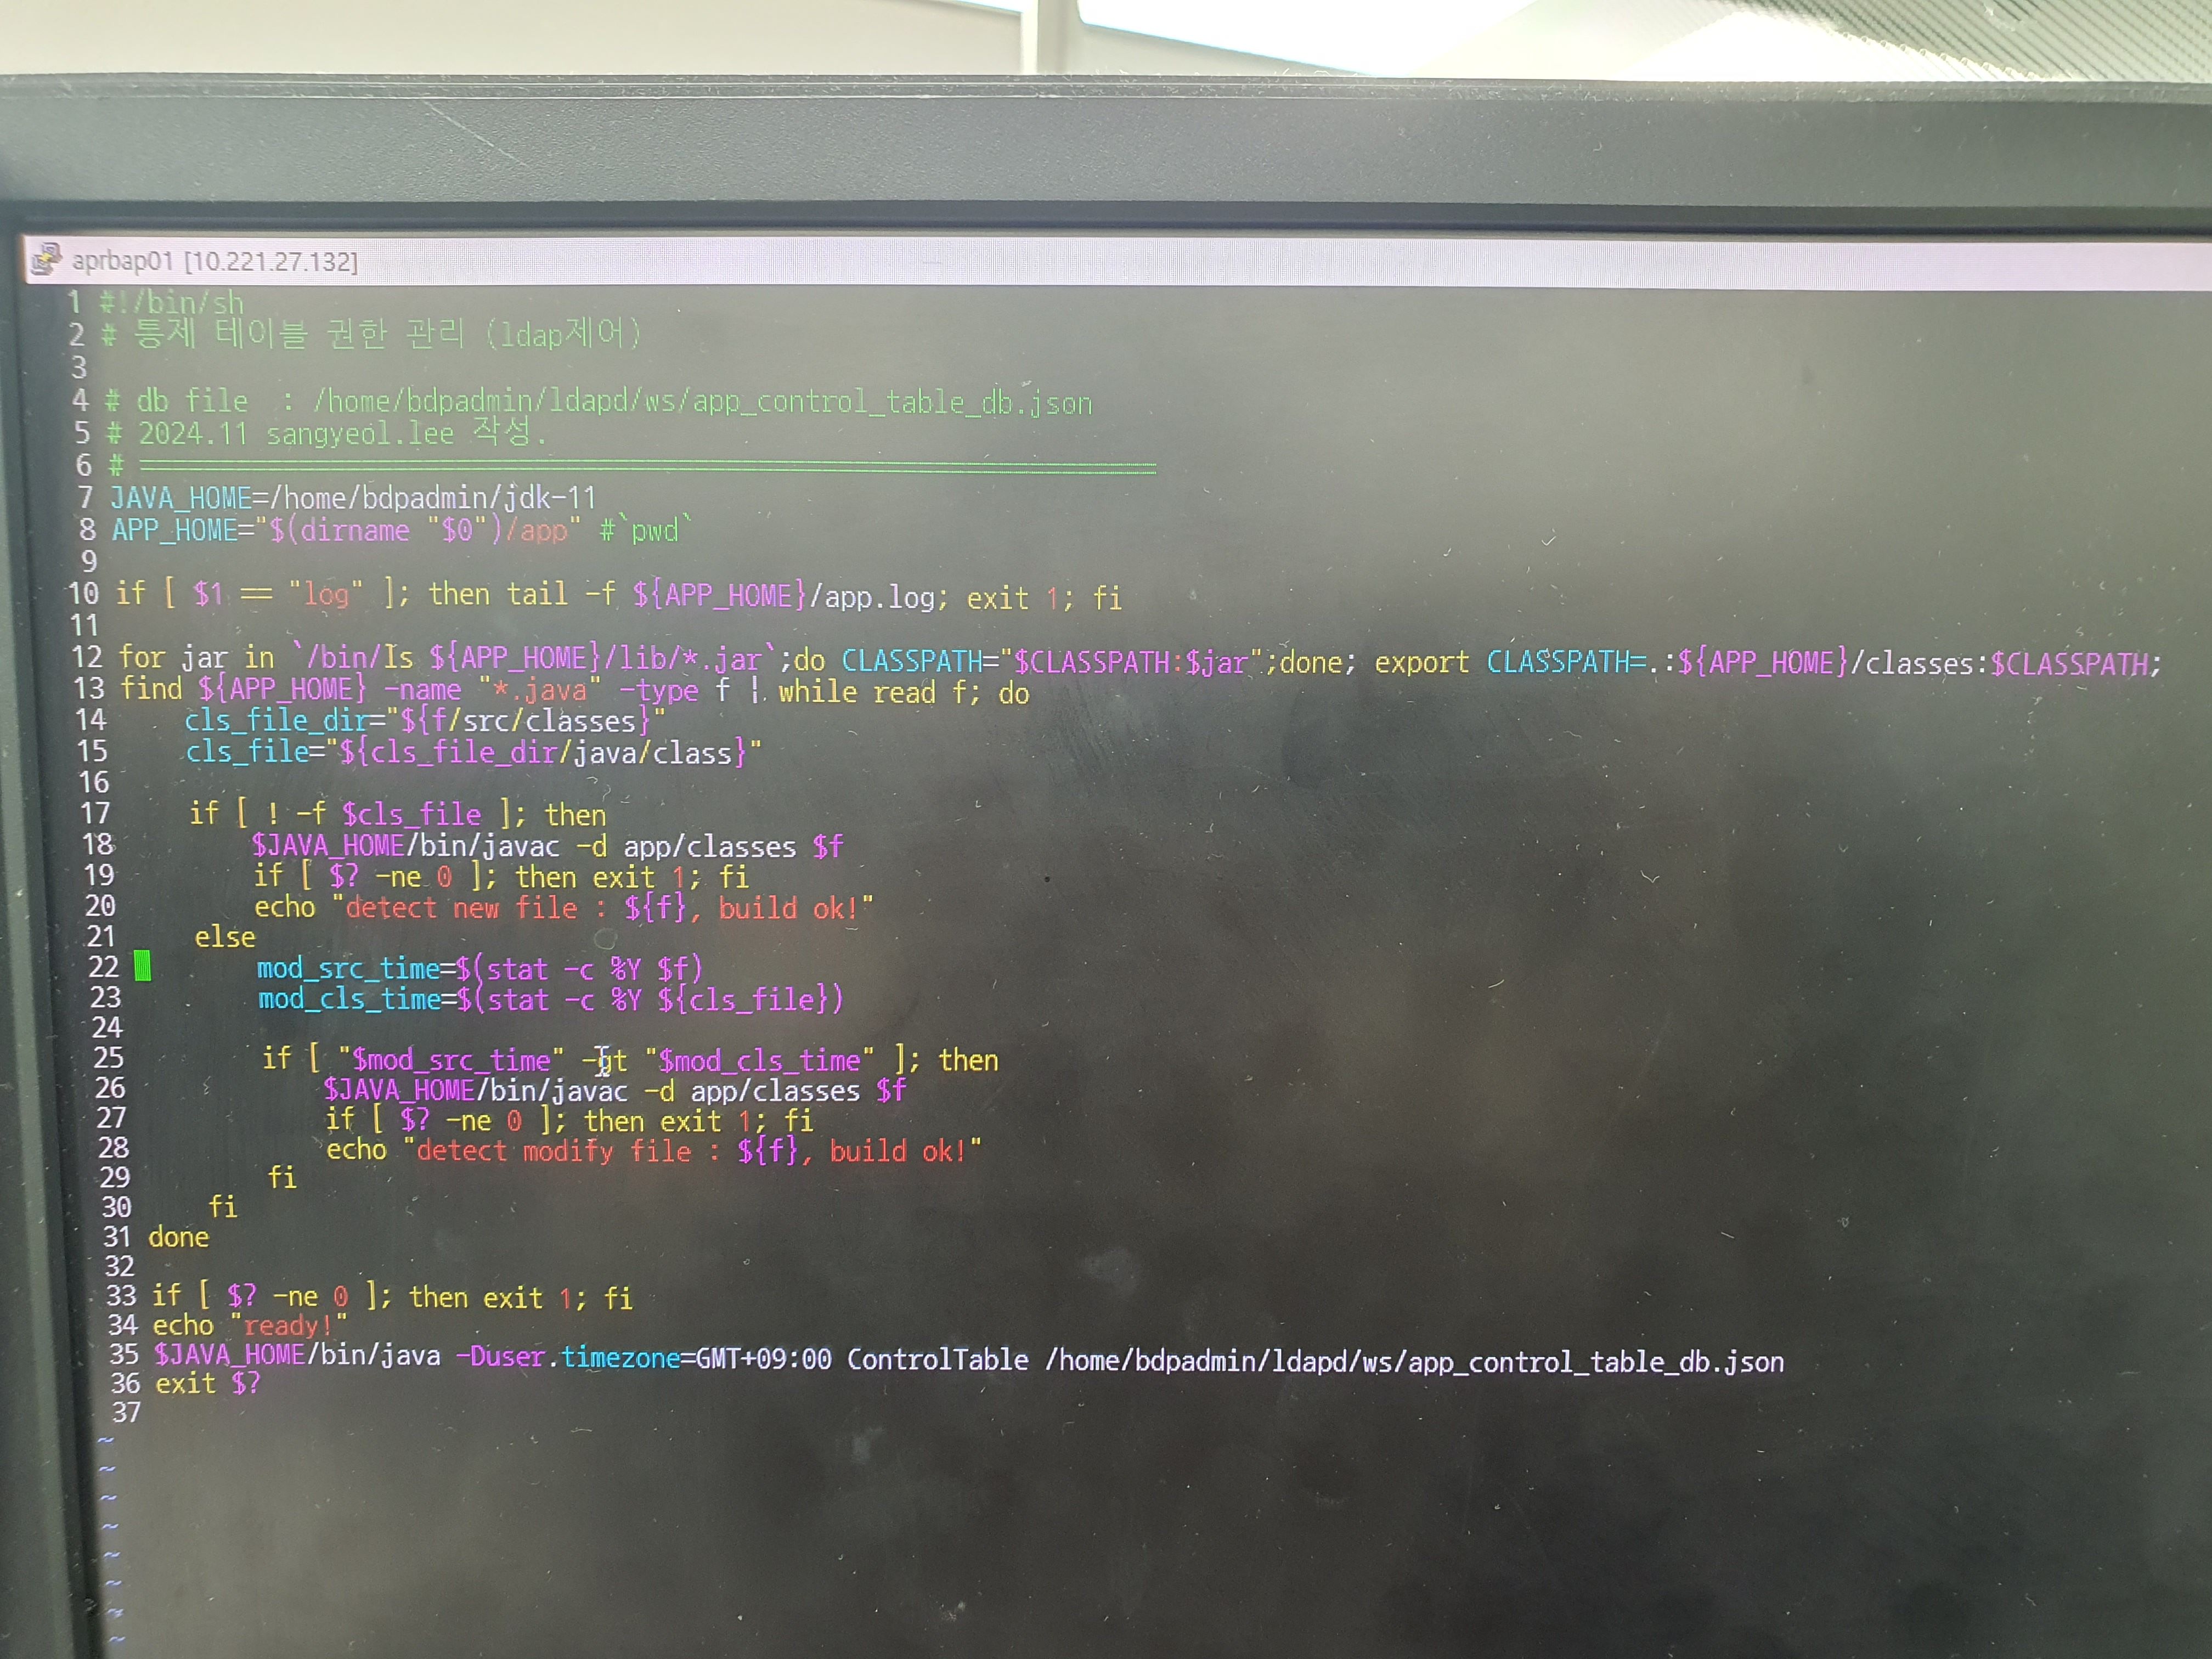 aprbap01 [10.221.27.132]
1 #!/bin/sh
2 # 통제 테이블 권한 관리 (ldap제어)
3
4 # db file  : /home/bdpadmin/ldapd/ws/app_control_table_db.json
5 # 2024.11 sangyeol.lee 작성.
6 # =================================================================
7 JAVA_HOME=/home/bdpadmin/jdk-11
8 APP_HOME="$(dirname "$0")/app" #`pwd`
9
10 if [ $1 == "log" ]; then tail -f ${APP_HOME}/app.log; exit 1; fi
11
12 for jar in `/bin/ls ${APP_HOME}/lib/*.jar`;do CLASSPATH="$CLASSPATH:$jar";done; export CLASSPATH=.:${APP_HOME}/classes:$CLASSPATH;
13 find ${APP_HOME} -name "*.java" -type f | while read f; do
14     cls_file_dir="${f/src/classes}"
15     cls_file="${cls_file_dir/java/class}"
16
17     if [ ! -f $cls_file ]; then
18         $JAVA_HOME/bin/javac -d app/classes $f
19         if [ $? -ne 0 ]; then exit 1; fi
20         echo "detect new file : ${f}, build ok!"
21     else
22         mod_src_time=$(stat -c %Y $f)
23         mod_cls_time=$(stat -c %Y ${cls_file})
24
25         if [ "$mod_src_time" -gt "$mod_cls_time" ]; then
26             $JAVA_HOME/bin/javac -d app/classes $f
27             if [ $? -ne 0 ]; then exit 1; fi
28             echo "detect modify file : ${f}, build ok!"
29         fi
30     fi
31 done
32
33 if [ $? -ne 0 ]; then exit 1; fi
34 echo "ready!"
35 $JAVA_HOME/bin/java -Duser.timezone=GMT+09:00 ControlTable /home/bdpadmin/ldapd/ws/app_control_table_db.json
36 exit $?
37
~
~
~
~
~
~
~
~